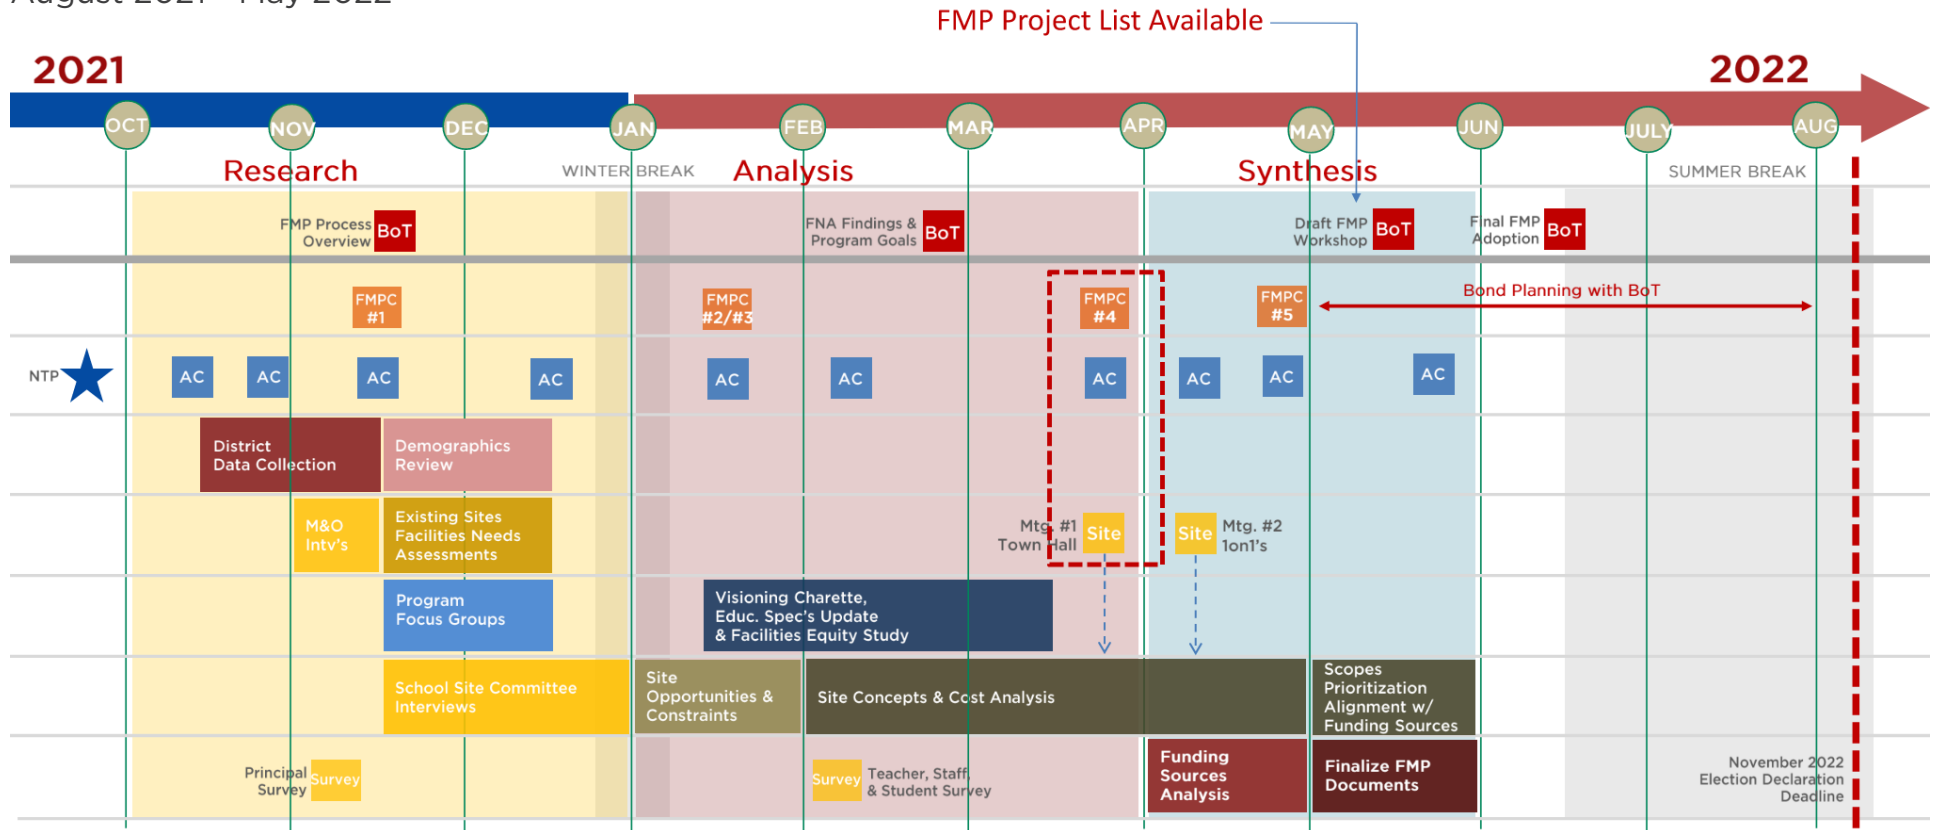 August 2021 - May 2022
FMP Project List Available
2021
2022
OCT
NOV
DEC
JAN
FEB
MAR
APR
MAY
JUN
JULY
AUG
Research
WINTER BREAK
Analysis
Synthesis
SUMMER BREAK
FMP Process
Overview
BoT
FNA Findings &
Program Goals
BoT
Draft FMP
Workshop
BoT
Final FMP
Adoption
BoT
FMPC
#1
FMPC
#2/#3
FMPC
#4
FMPC
#5
Bond Planning with BoT
NTP
AC
AC
AC
AC
AC
AC
AC
AC
AC
AC
District
Data Collection
Demographics
Review
M&O
Intv's
Existing Sites
Facilities Needs
Assessments
Mtg. #1
Town Hall
Site
Site
Mtg. #2
1on1's
Program
Focus Groups
Visioning Charette,
Educ. Spec's Update
& Facilities Equity Study
School Site Committee
Interviews
Site
Opportunities &
Constraints
Site Concepts & Cost Analysis
Scopes
Prioritization
Alignment w/
Funding Sources
Principal
Survey
Survey
Survey
Teacher, Staff,
& Student Survey
Funding
Sources
Analysis
Finalize FMP
Documents
November 2022
Election Declaration
Deadline